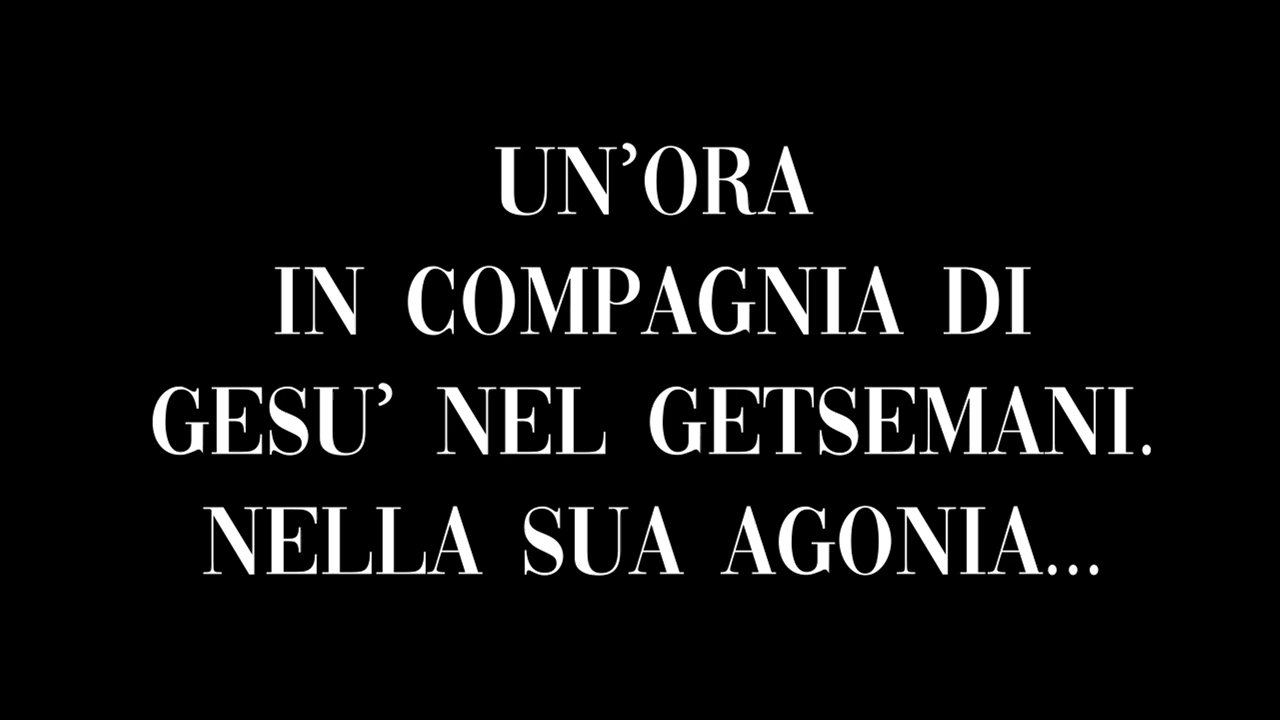 UN’ORA
IN COMPAGNIA DI
GESU’ NEL GETSEMANI.
NELLA SUA AGONIA...